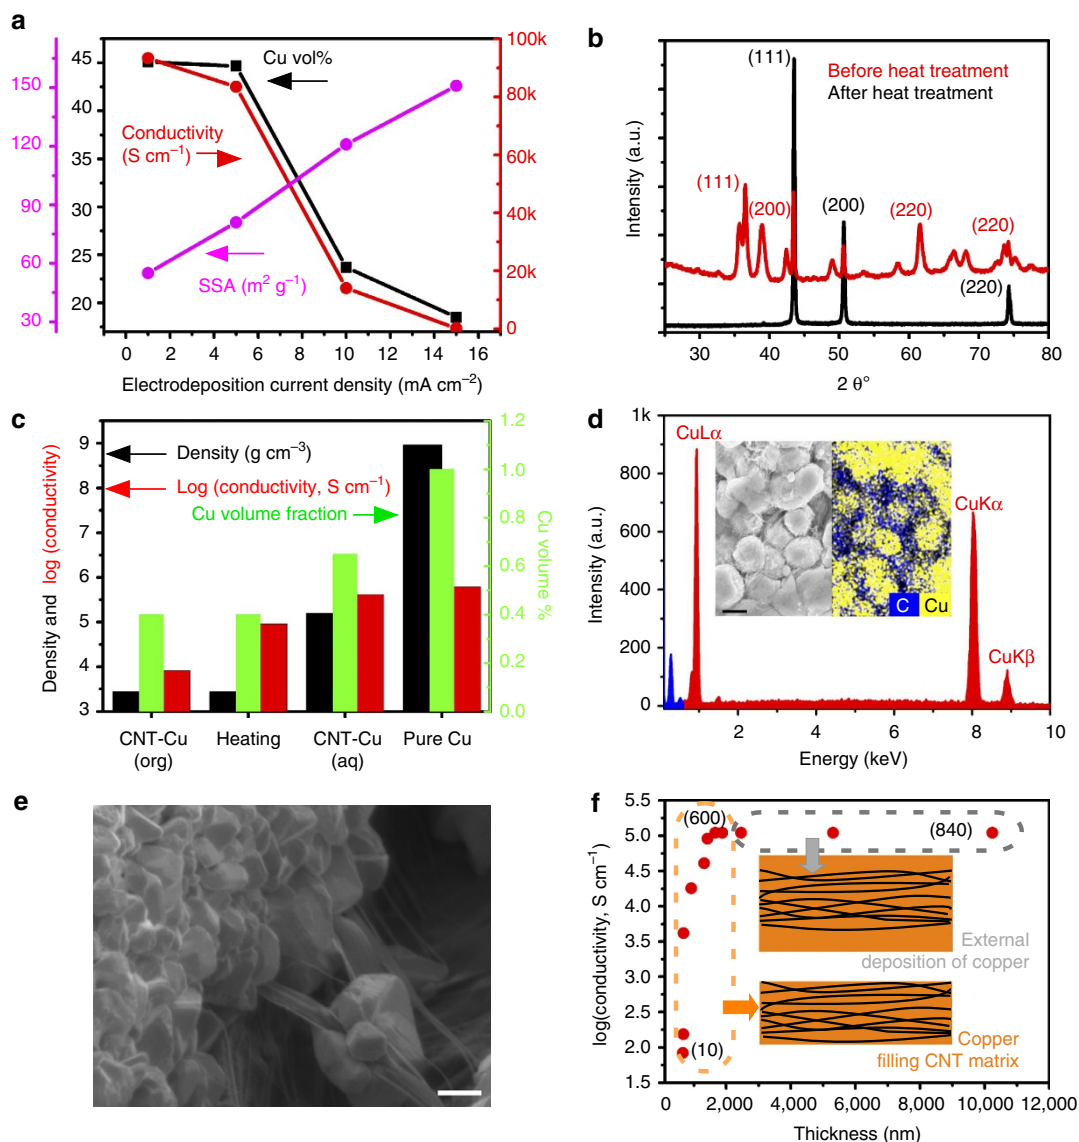 a
Cu vol%
Conductivity
(S cm⁻¹)
SSA (m² g⁻¹)
150
120
90
60
30
45
40
35
30
25
20
100k
80k
60k
40k
20k
0
0 2 4 6 8 10 12 14 16
Electrodeposition current density (mA cm⁻²)
b
(111)
Before heat treatment
After heat treatment
(111)
(200)
(200)
(220)
(220)
(220)
Intensity (a.u.)
30 40 50 60 70 80
2 θ°
c
Density (g cm⁻³)
Log (conductivity, S cm⁻¹)
Cu volume fraction
Density and log (conductivity)
9
8
7
6
5
4
3
1.2
1.0
0.8
0.6
0.4
0.2
0.0
Cu volume %
CNT-Cu
(org)
Heating
CNT-Cu
(aq)
Pure Cu
d
1k
800
600
400
200
0
Intensity (a.u.)
CuLα
CuKα
CuKβ
C Cu
2 4 6 8 10
Energy (keV)
e
f
5.5
5.0
4.5
4.0
3.5
3.0
2.5
2.0
1.5
log(conductivity, S cm⁻¹)
(600)
(840)
(10)
External
deposition of copper
Copper
filling CNT matrix
0 2,000 4,000 6,000 8,000 10,000 12,000
Thickness (nm)